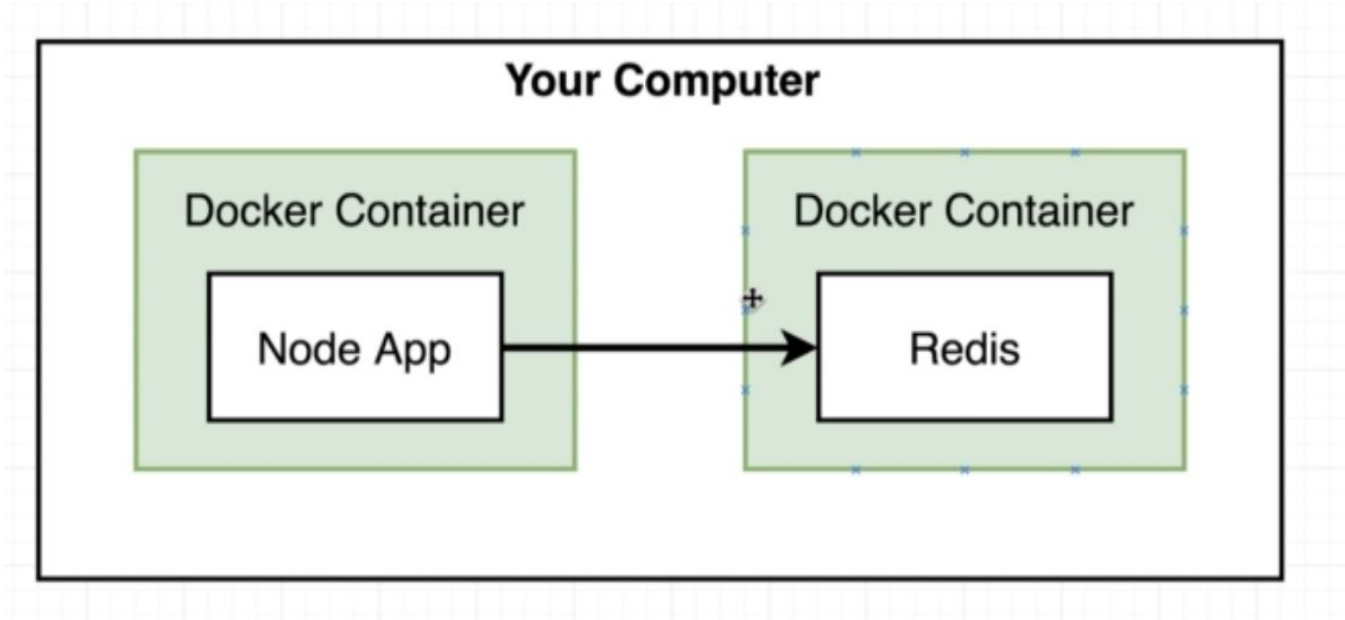 Your Computer
Docker Container
Docker Container
Node App
Redis